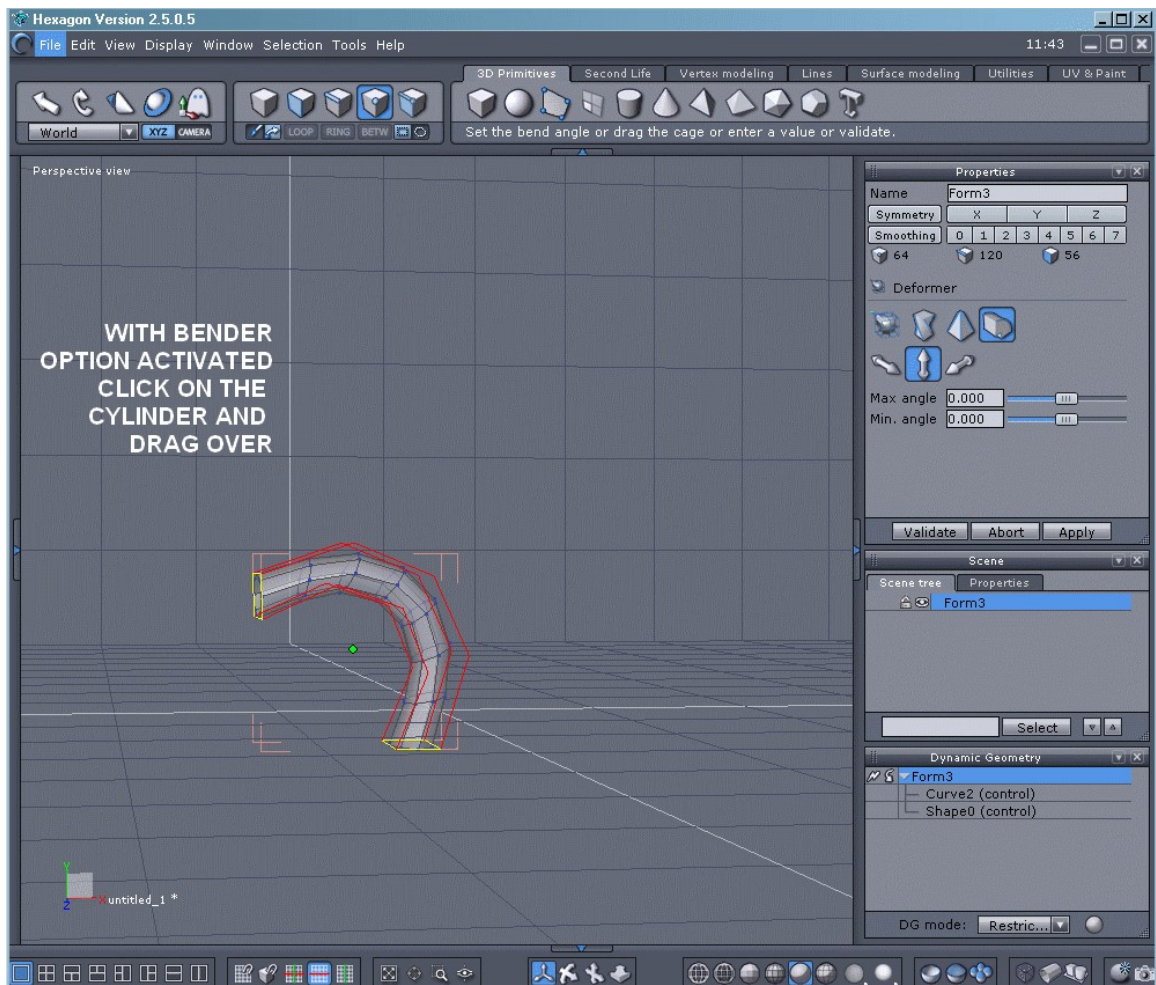 Hexagon Version 2.5.0.5
File Edit View Display Window Selection Tools Help
11:43
3D Primitives Second Life Vertex modeling Lines Surface modeling Utilities UV & Paint
World XYZ CAMERA LOOP RING BETW
Set the bend angle or drag the cage or enter a value or validate.
Perspective view
WITH BENDER
OPTION ACTIVATED
CLICK ON THE
CYLINDER AND
DRAG OVER
Y
X
Z
untitled_1 *
Properties
Name Form3
Symmetry X Y Z
Smoothing 0 1 2 3 4 5 6 7
64 120 56
Deformer
Max angle 0.000
Min. angle 0.000
Validate Abort Apply
Scene
Scene tree Properties
Form3
Select
Dynamic Geometry
Form3
Curve2 (control)
Shape0 (control)
DG mode: Restric...